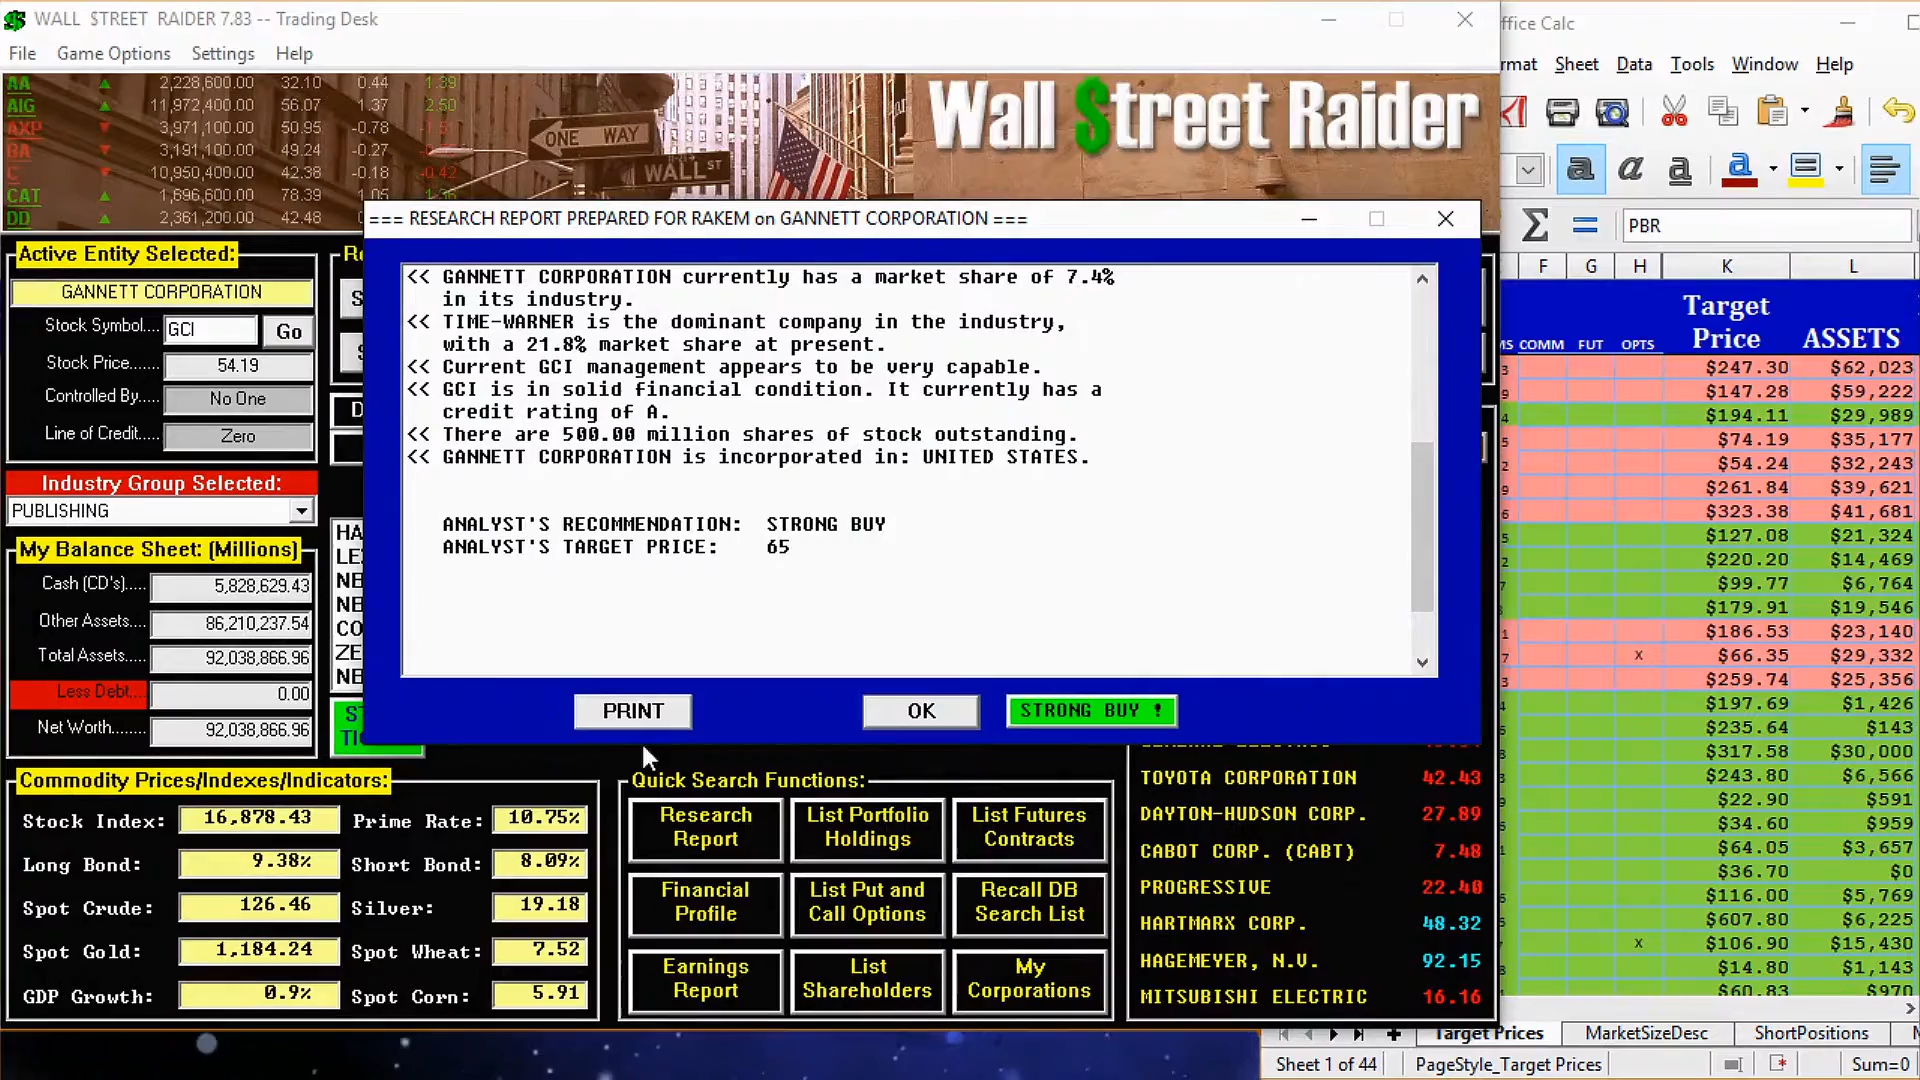 WALL $TREET RAIDER 7.83 -- Trading Desk
File Game Options Settings Help
AA 2,228,600.00 32.10 0.44 1.39
AIG 11,972,400.00 56.07 1.37 2.50
AXP 3,971,100.00 50.95 -0.78
BA 3,191,100.00 49.24 -0.27
C 10,950,400.00 42.38 -0.18 -0.42
CAT 1,696,600.00 78.39 1.05 1.36
DD 2,361,200.00 42.48
ONE WAY
WALL ST
Wall $treet Raider
Active Entity Selected:
GANNETT CORPORATION
Stock Symbol.... GCI Go
Stock Price..... 54.19
Controlled By..... No One
Line of Credit.... Zero
Industry Group Selected:
PUBLISHING
My Balance Sheet: (Millions)
Cash (CD's)..... 5,828,629.43
Other Assets.... 86,210,237.54
Total Assets..... 92,038,866.96
Less Debt.... 0.00
Net Worth........ 92,038,866.96
=== RESEARCH REPORT PREPARED FOR RAKEM on GANNETT CORPORATION ===
<< GANNETT CORPORATION currently has a market share of 7.4%
in its industry.
<< TIME-WARNER is the dominant company in the industry,
with a 21.8% market share at present.
<< Current GCI management appears to be very capable.
<< GCI is in solid financial condition. It currently has a
credit rating of A.
<< There are 500.00 million shares of stock outstanding.
<< GANNETT CORPORATION is incorporated in: UNITED STATES.
ANALYST'S RECOMMENDATION: STRONG BUY
ANALYST'S TARGET PRICE: 65
PRINT OK STRONG BUY !
HA
LE
NE
NE
CO
ZE
NE
ST
TI
Commodity Prices/Indexes/Indicators:
Stock Index: 16,878.43 Prime Rate: 10.75%
Long Bond: 9.38% Short Bond: 8.09%
Spot Crude: 126.46 Silver: 19.18
Spot Gold: 1,184.24 Spot Wheat: 7.52
GDP Growth: 0.9% Spot Corn: 5.91
Quick Search Functions:
Research Report
List Portfolio Holdings
List Futures Contracts
Financial Profile
List Put and Call Options
Recall DB Search List
Earnings Report
List Shareholders
My Corporations
TOYOTA CORPORATION 42.43
DAYTON-HUDSON CORP. 27.89
CABOT CORP. (CABT) 7.48
PROGRESSIVE 22.40
HARTMARX CORP. 48.32
HAGEMEYER, N.V. 92.15
MITSUBISHI ELECTRIC 16.16
ffice Calc
rmat Sheet Data Tools Window Help
PBR
F G H K L
MS COMM FUT OPTS Target Price ASSETS
$247.30 $62,023
$147.28 $59,222
$194.11 $29,989
$74.19 $35,177
$54.24 $32,243
$261.84 $39,621
$323.38 $41,681
$127.08 $21,324
$220.20 $14,469
$99.77 $6,764
$179.91 $19,546
$186.53 $23,140
x $66.35 $29,332
$259.74 $25,356
$197.69 $1,426
$235.64 $143
$317.58 $30,000
$243.80 $6,566
$22.90 $591
$34.60 $959
$64.05 $3,657
$36.70 $0
$116.00 $5,769
$607.80 $6,225
x $106.90 $15,430
$14.80 $1,143
$60.83 $970
Target Prices MarketSizeDesc ShortPositions
Sheet 1 of 44 PageStyle_Target Prices Sum=0